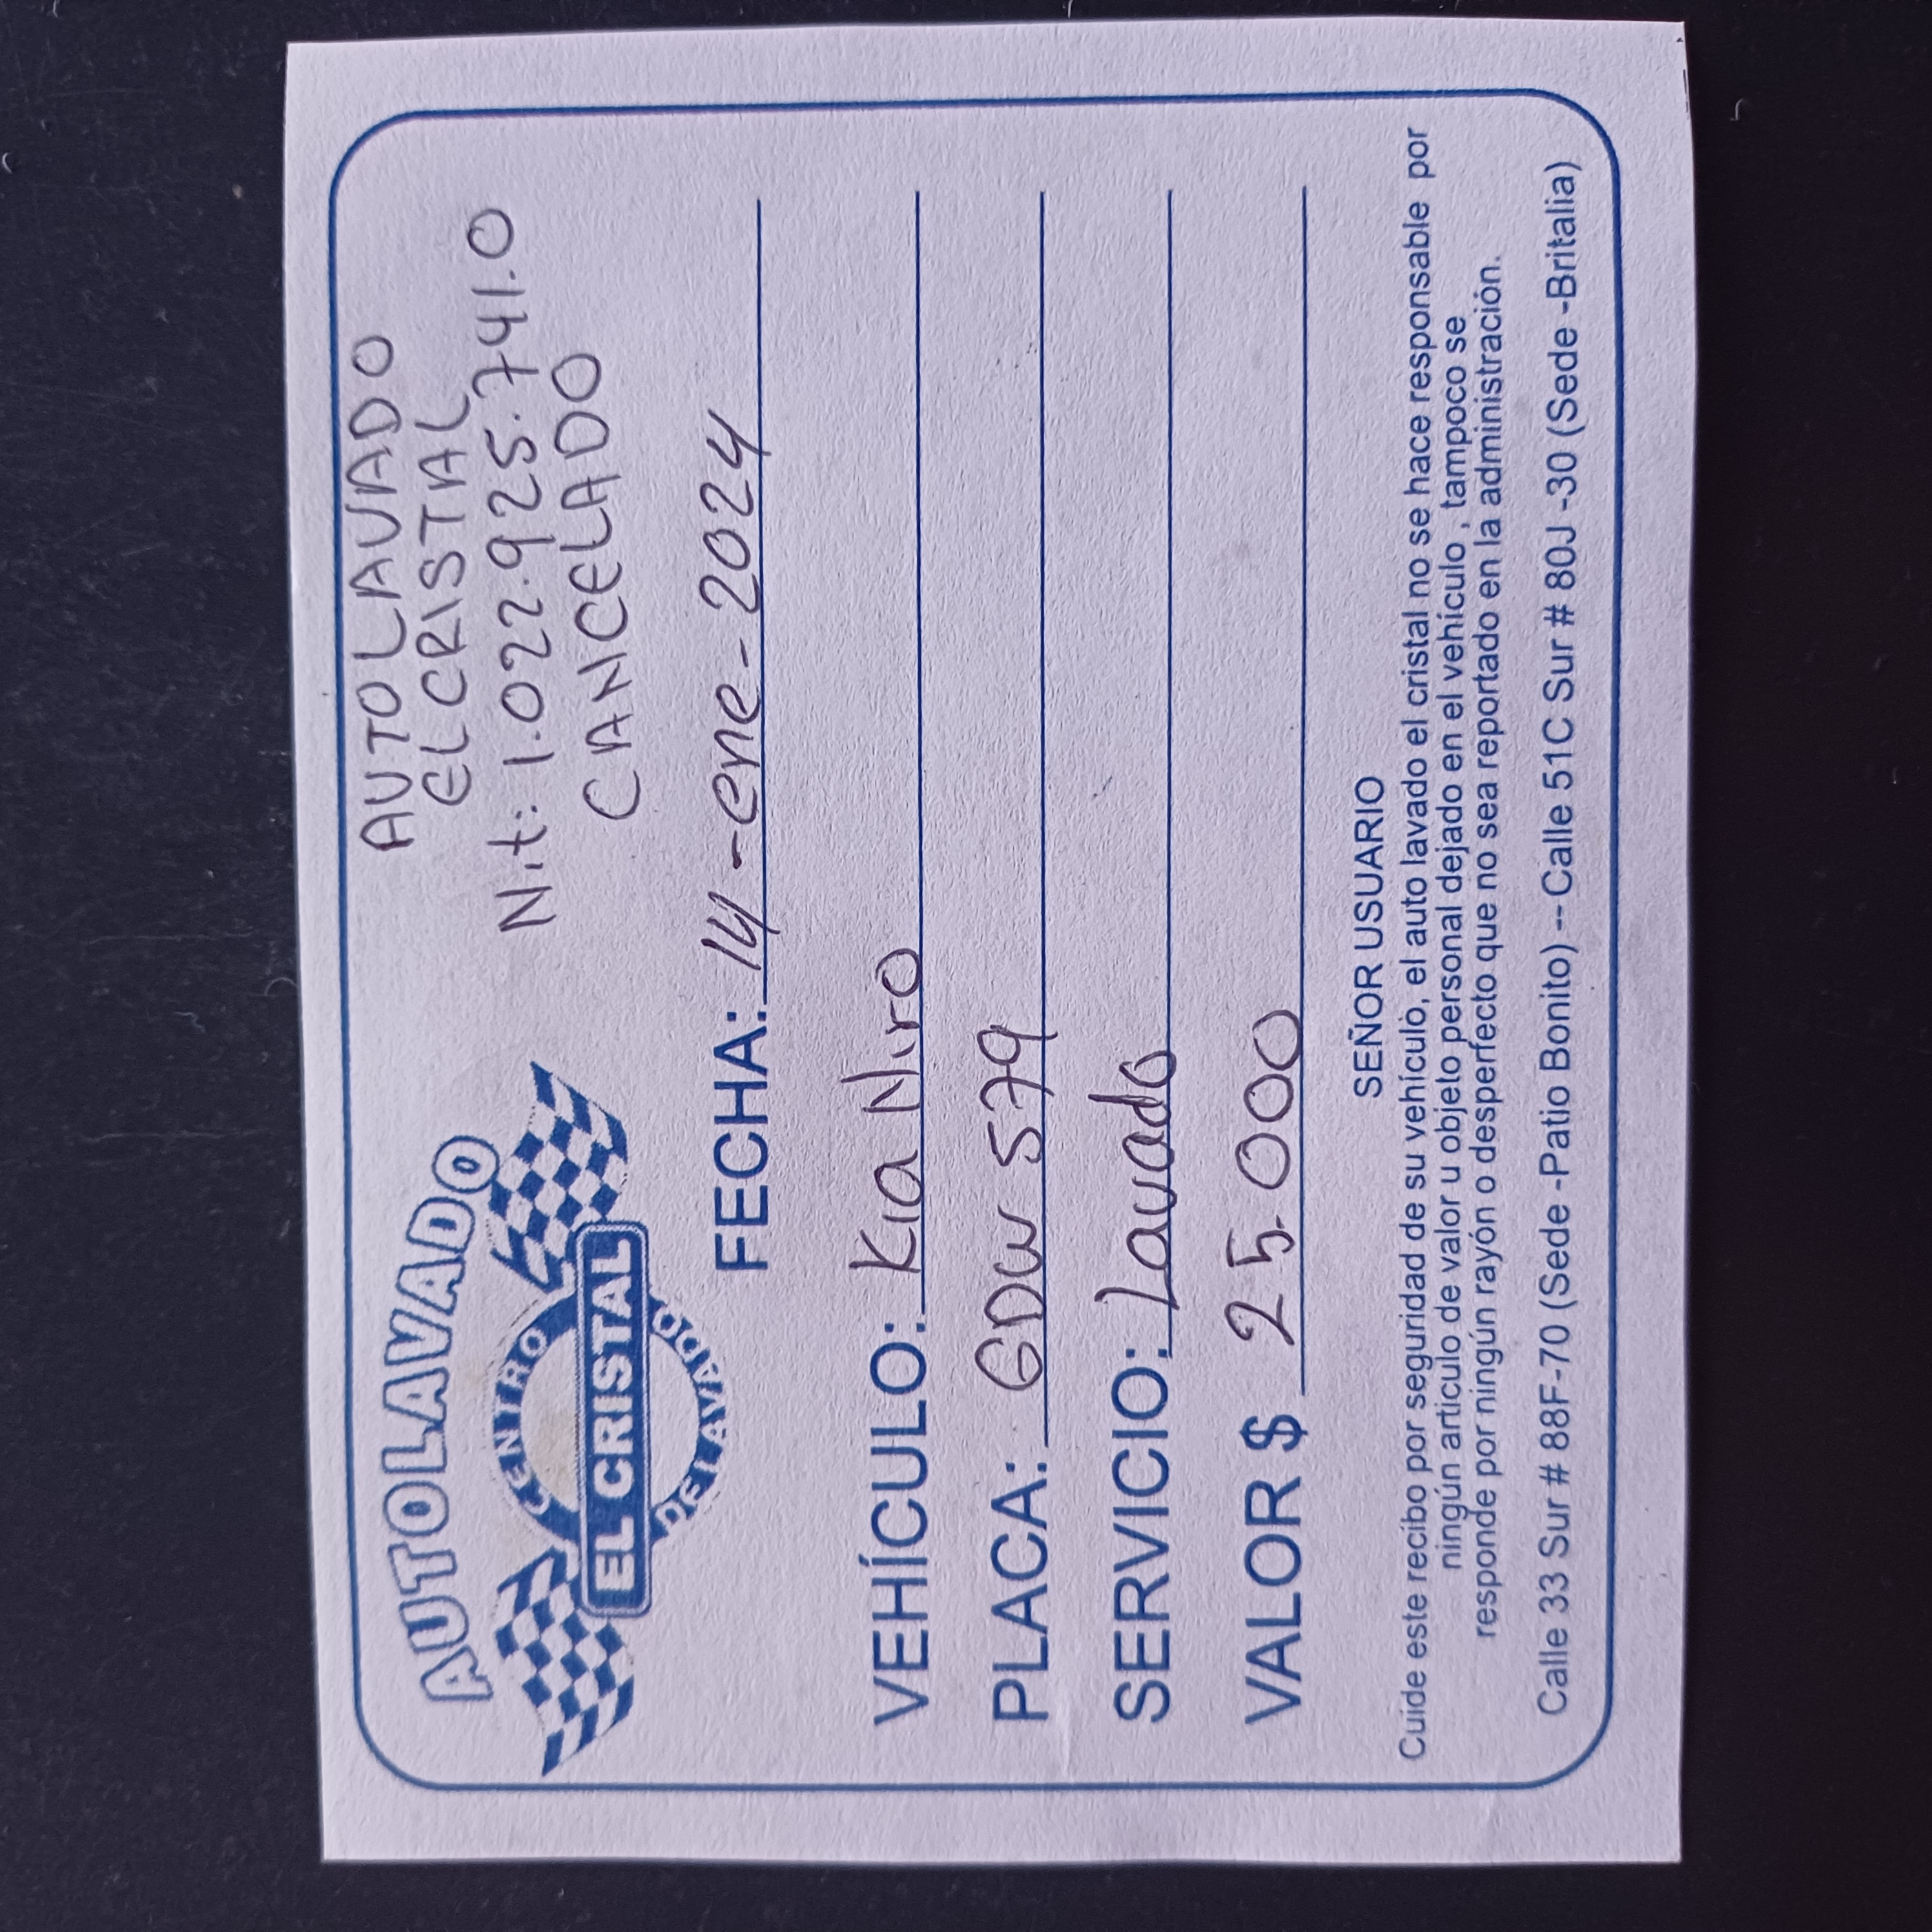 AUTOLAVADO
CENTRO
EL CRISTAL
DE LAVADO
AUTOLAVADO
EL CRISTAL
Nit: 1.022.925.741.0
CANCELADO
FECHA: 14-ene-2024
VEHÍCULO: Kia Niro
PLACA: GDW 579
SERVICIO: Lavado
VALOR $ 25.000
SEÑOR USUARIO
Cuide este recibo por seguridad de su vehículo, el auto lavado el cristal no se hace responsable por
ningún articulo de valor u objeto personal dejado en el vehículo , tampoco se
responde por ningún rayón o desperfecto que no sea reportado en la administración.
Calle 33 Sur # 88F-70 (Sede -Patio Bonito) -- Calle 51C Sur # 80J -30 (Sede -Britalia)